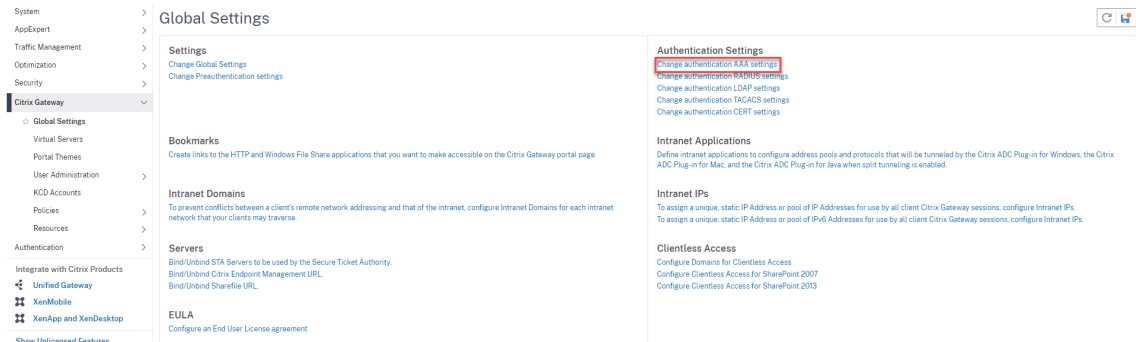 System
AppExpert
Traffic Management
Optimization
Security
Citrix Gateway
Global Settings
Virtual Servers
Portal Themes
User Administration
KCD Accounts
Policies
Resources
Authentication
Integrate with Citrix Products
Unified Gateway
XenMobile
XenApp and XenDesktop
Show Unlicensed Features
Global Settings
Settings
Change Global Settings
Change Preauthentication settings
Authentication Settings
Change authentication AAA settings
Change authentication RADIUS settings
Change authentication LDAP settings
Change authentication TACACS settings
Change authentication CERT settings
Bookmarks
Create links to the HTTP and Windows File Share applications that you want to make accessible on the Citrix Gateway portal page
Intranet Applications
Define intranet applications to configure address pools and protocols that will be tunneled by the Citrix ADC Plug-in for Windows, the Citrix
ADC Plug-in for Mac, and the Citrix ADC Plug-in for Java when split tunneling is enabled.
Intranet Domains
To prevent conflicts between a client's remote network addressing and that of the intranet, configure Intranet Domains for each intranet
network that your clients may traverse.
Intranet IPs
To assign a unique, static IP Address or pool of IP Addresses for use by all client Citrix Gateway sessions, configure Intranet IPs.
To assign a unique, static IP Address or pool of IPv6 Addresses for use by all client Citrix Gateway sessions, configure Intranet IPs.
Servers
Bind/Unbind STA Servers to be used by the Secure Ticket Authority.
Bind/Unbind Citrix Endpoint Management URL.
Bind/Unbind Sharefile URL.
Clientless Access
Configure Domains for Clientless Access
Configure Clientless Access for SharePoint 2007
Configure Clientless Access for SharePoint 2013
EULA
Configure an End User License agreement